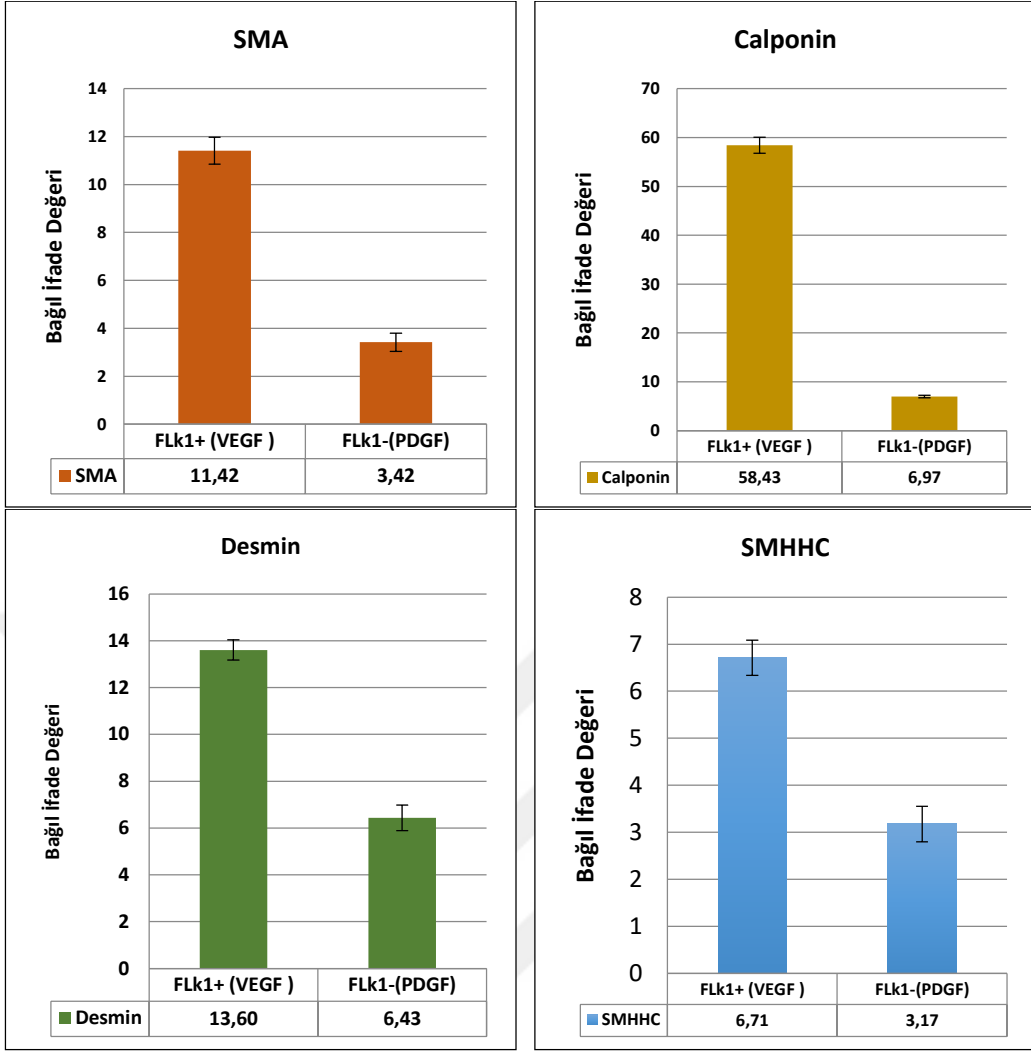 SMA
Bağıl İfade Değeri
14
12
10
8
6
4
2
0
FLk1+ (VEGF ) FLk1-(PDGF)
SMA 11,42 3,42
Calponin
Bağıl İfade Değeri
70
60
50
40
30
20
10
0
FLk1+ (VEGF ) FLk1-(PDGF)
Calponin 58,43 6,97
Desmin
Bağıl İfade Değeri
16
14
12
10
8
6
4
2
0
FLk1+ (VEGF ) FLk1-(PDGF)
Desmin 13,60 6,43
SMHHC
Bağıl İfade Değeri
8
7
6
5
4
3
2
1
0
FLk1+ (VEGF ) FLk1-(PDGF)
SMHHC 6,71 3,17